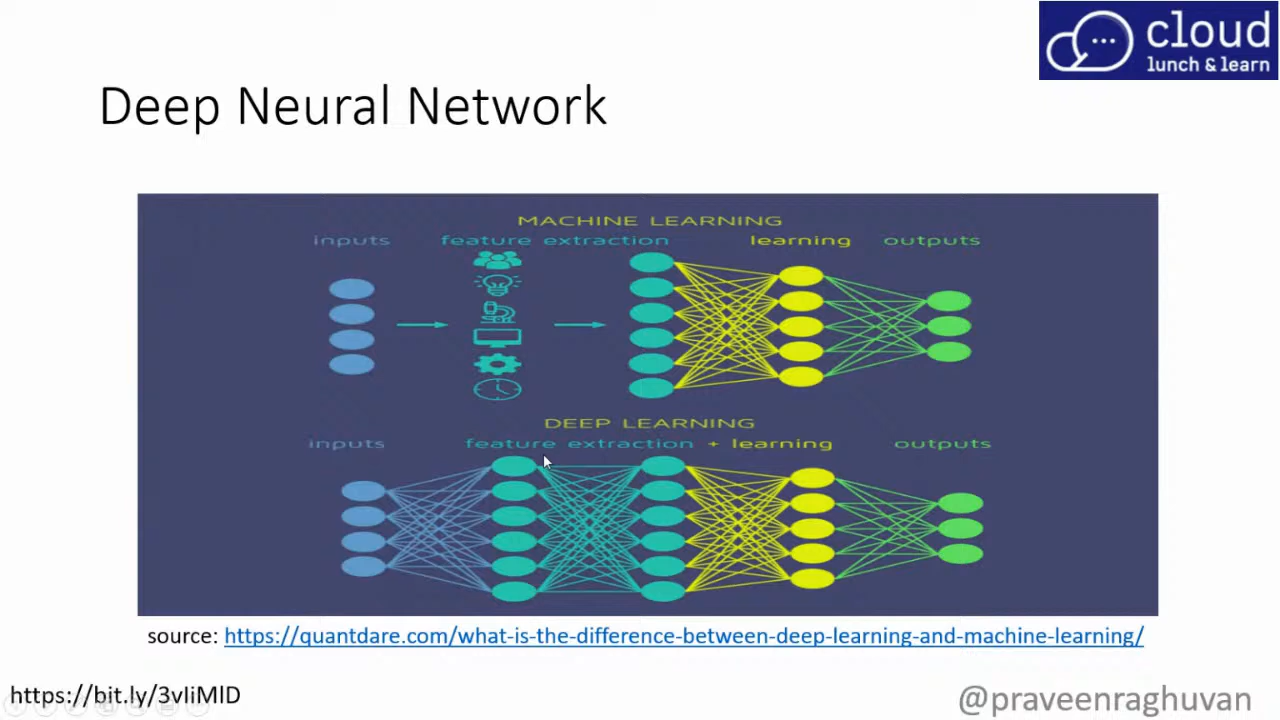 cloud
lunch & learn
Deep Neural Network
MACHINE LEARNING
inputs feature extraction learning outputs
DEEP LEARNING
inputs feature extraction + learning outputs
source: https://quantdare.com/what-is-the-difference-between-deep-learning-and-machine-learning/
https://bit.ly/3vIiMlD
@praveenraghuvan